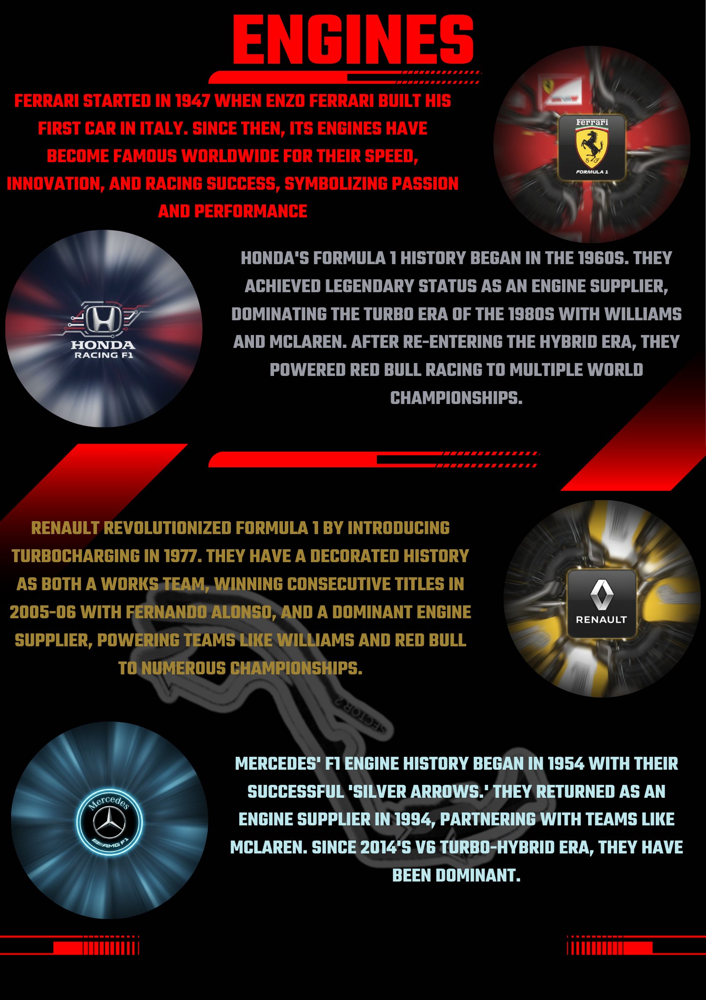 ENGINES
FERRARI STARTED IN 1947 WHEN ENZO FERRARI BUILT HIS
FIRST CAR IN ITALY. SINCE THEN, ITS ENGINES HAVE
BECOME FAMOUS WORLDWIDE FOR THEIR SPEED,
INNOVATION, AND RACING SUCCESS, SYMBOLIZING PASSION
AND PERFORMANCE
Ferrari
S F
FORMULA 1
HONDA
RACING F1
HONDA'S FORMULA 1 HISTORY BEGAN IN THE 1960S. THEY
ACHIEVED LEGENDARY STATUS AS AN ENGINE SUPPLIER,
DOMINATING THE TURBO ERA OF THE 1980S WITH WILLIAMS
AND MCLAREN. AFTER RE-ENTERING THE HYBRID ERA, THEY
POWERED RED BULL RACING TO MULTIPLE WORLD
CHAMPIONSHIPS.
RENAULT REVOLUTIONIZED FORMULA 1 BY INTRODUCING
TURBOCHARGING IN 1977. THEY HAVE A DECORATED HISTORY
AS BOTH A WORKS TEAM, WINNING CONSECUTIVE TITLES IN
2005-06 WITH FERNANDO ALONSO, AND A DOMINANT ENGINE
SUPPLIER, POWERING TEAMS LIKE WILLIAMS AND RED BULL
TO NUMEROUS CHAMPIONSHIPS.
RENAULT
SECTOR 2
Mercedes
AMG F1
MERCEDES' F1 ENGINE HISTORY BEGAN IN 1954 WITH THEIR
SUCCESSFUL 'SILVER ARROWS.' THEY RETURNED AS AN
ENGINE SUPPLIER IN 1994, PARTNERING WITH TEAMS LIKE
MCLAREN. SINCE 2014'S V6 TURBO-HYBRID ERA, THEY HAVE
BEEN DOMINANT.